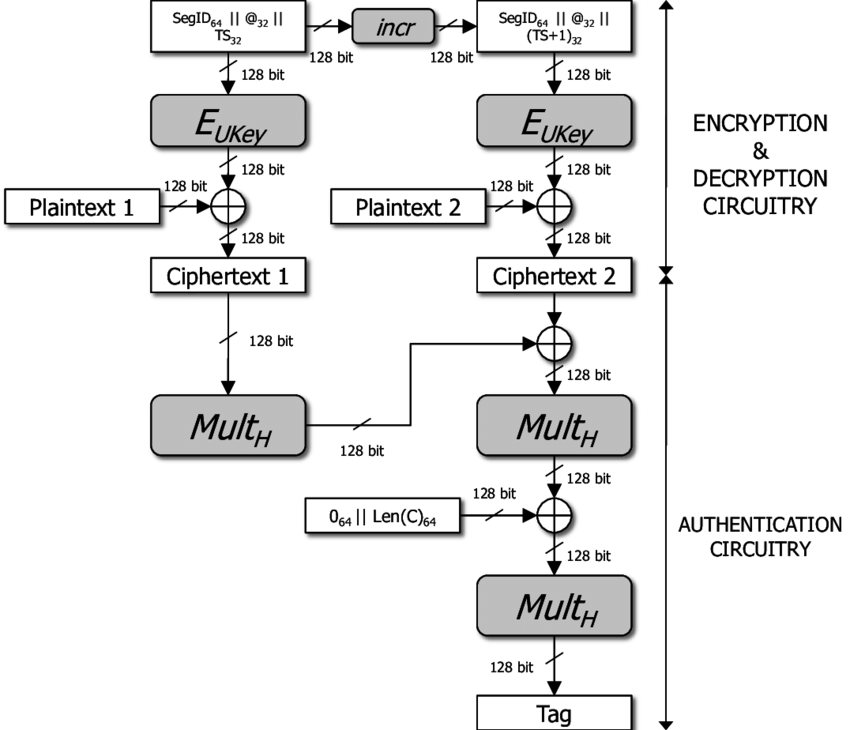 SegID64 || @32 ||
TS32
incr
SegID64 || @32 ||
(TS+1)32
128 bit
128 bit
128 bit
128 bit
EUKey
EUKey
ENCRYPTION
&
DECRYPTION
CIRCUITRY
128 bit
128 bit
128 bit
128 bit
Plaintext 1
Plaintext 2
128 bit
128 bit
Ciphertext 1
Ciphertext 2
128 bit
128 bit
MultH
MultH
128 bit
128 bit
128 bit
064 || Len(C)64
AUTHENTICATION
CIRCUITRY
128 bit
MultH
128 bit
Tag